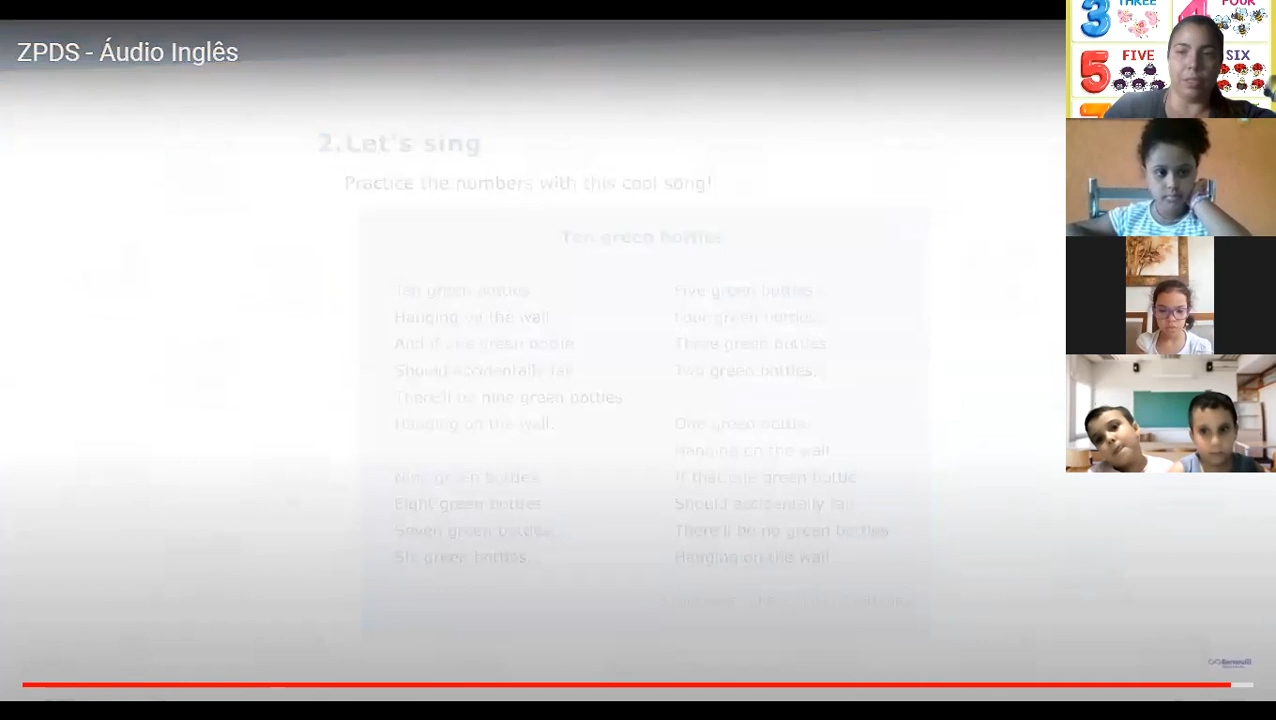 ZPDS - Áudio Inglês
2. Let's sing
Practice the numbers with this cool song!
Ten green bottles
Ten green bottles
Hanging on the wall
And if one green bottle
Should accidentally fall
There'll be nine green bottles
Hanging on the wall.
Nine green bottles
Eight green bottles
Seven green bottles...
Six green bottles...
Five green bottles...
Four green bottles...
Three green bottles
Two green bottles.
One green bottle
Hanging on the wall
If that one green bottle
Should accidentally fall
There'll be no green bottles
Hanging on the wall
3 THREE
FOUR
5 FIVE
SIX